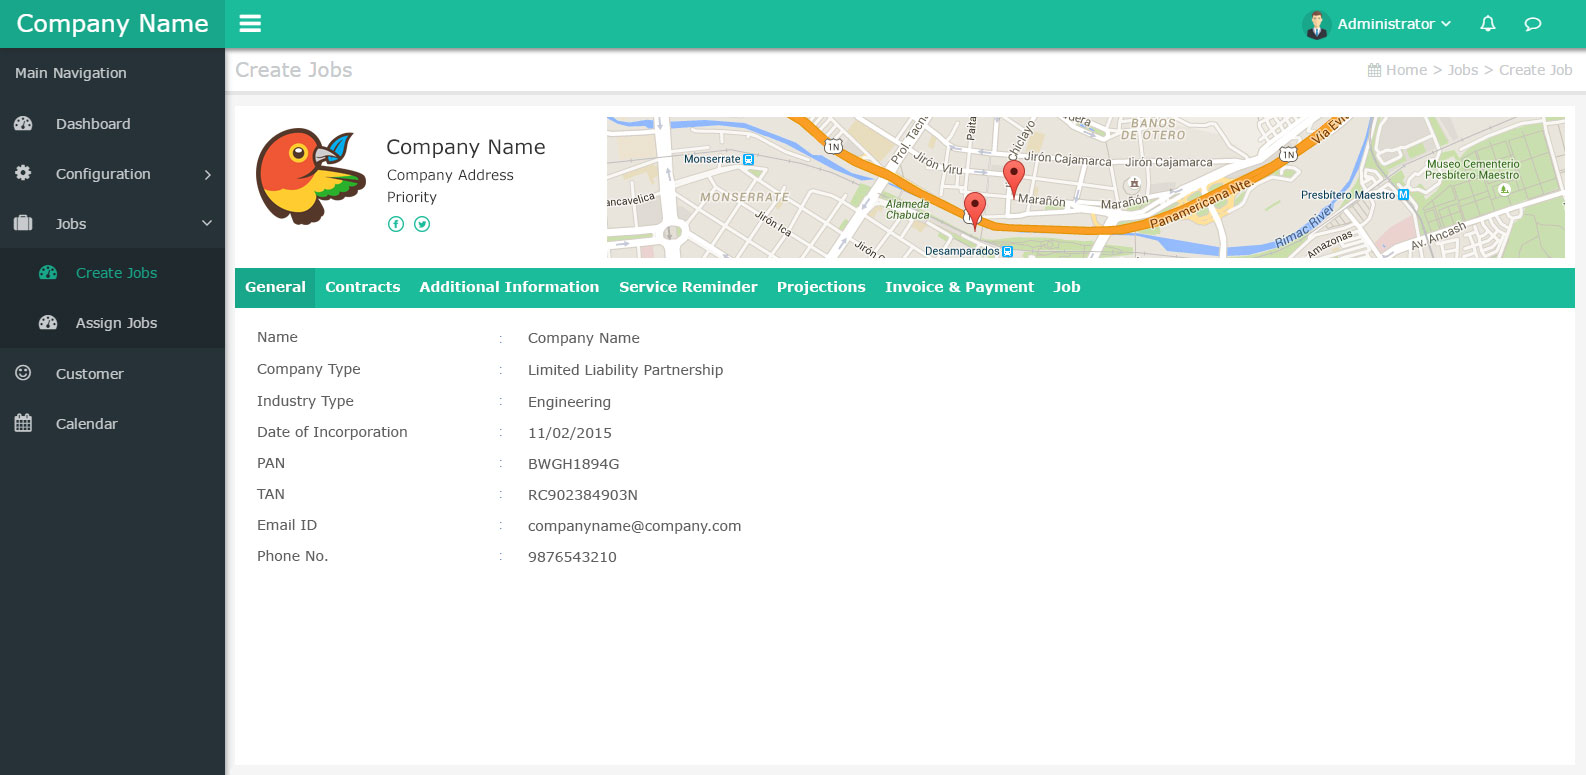 Company Name
Administrator
Main Navigation
Dashboard
Configuration
Jobs
Create Jobs
Assign Jobs
Customer
Calendar
Create Jobs
Home > Jobs > Create Job
Company Name
Company Address
Priority
Monserrate
MONSERRATE
ancavelica
Jirón Ica
Jirón
1N
Prol. Tacna
Jirón Viru
Alameda
Chabuca
Paita
Chiclayo
BANOS
DE OTERO
Jirón Cajamarca
Jirón Cajamarca
Marañón
Marañón
Desamparados
Panamericana Nte.
1N
Via Evi
Museo Cementerio
Presbítero Maestro
Presbítero Maestro M
Rímac River
Amazonas
Av. Ancash
General Contracts Additional Information Service Reminder Projections Invoice & Payment Job
Name : Company Name
Company Type : Limited Liability Partnership
Industry Type : Engineering
Date of Incorporation : 11/02/2015
PAN : BWGH1894G
TAN : RC902384903N
Email ID : companyname@company.com
Phone No. : 9876543210